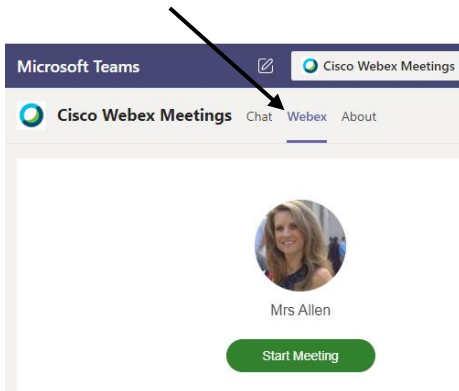 Microsoft Teams Cisco Webex Meetings
Cisco Webex Meetings Chat Webex About
Mrs Allen
Start Meeting